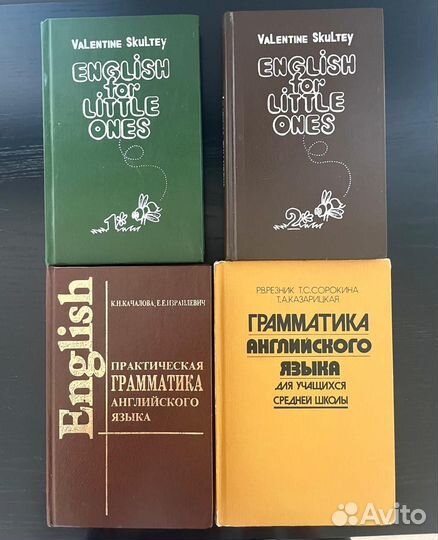 VALENTINE SKULTEY
ENGLISH
for
LITTLE
ONES
1
VALENTINE SKULTEY
ENGLISH
for
LITTLE
ONES
2
English
К.Н.КАЧАЛОВА, Е.Е.ИЗРАИЛЕВИЧ
ПРАКТИЧЕСКАЯ
ГРАММАТИКА
АНГЛИЙСКОГО
ЯЗЫКА
Р.В.РЕЗНИК Т.С.СОРОКИНА
Т.А.КАЗАРИЦКАЯ
ГРАММАТИКА
АНГЛИЙСКОГО
ЯЗЫКА
ДЛЯ УЧАЩИХСЯ
СРЕДНЕЙ ШКОЛЫ
Avito